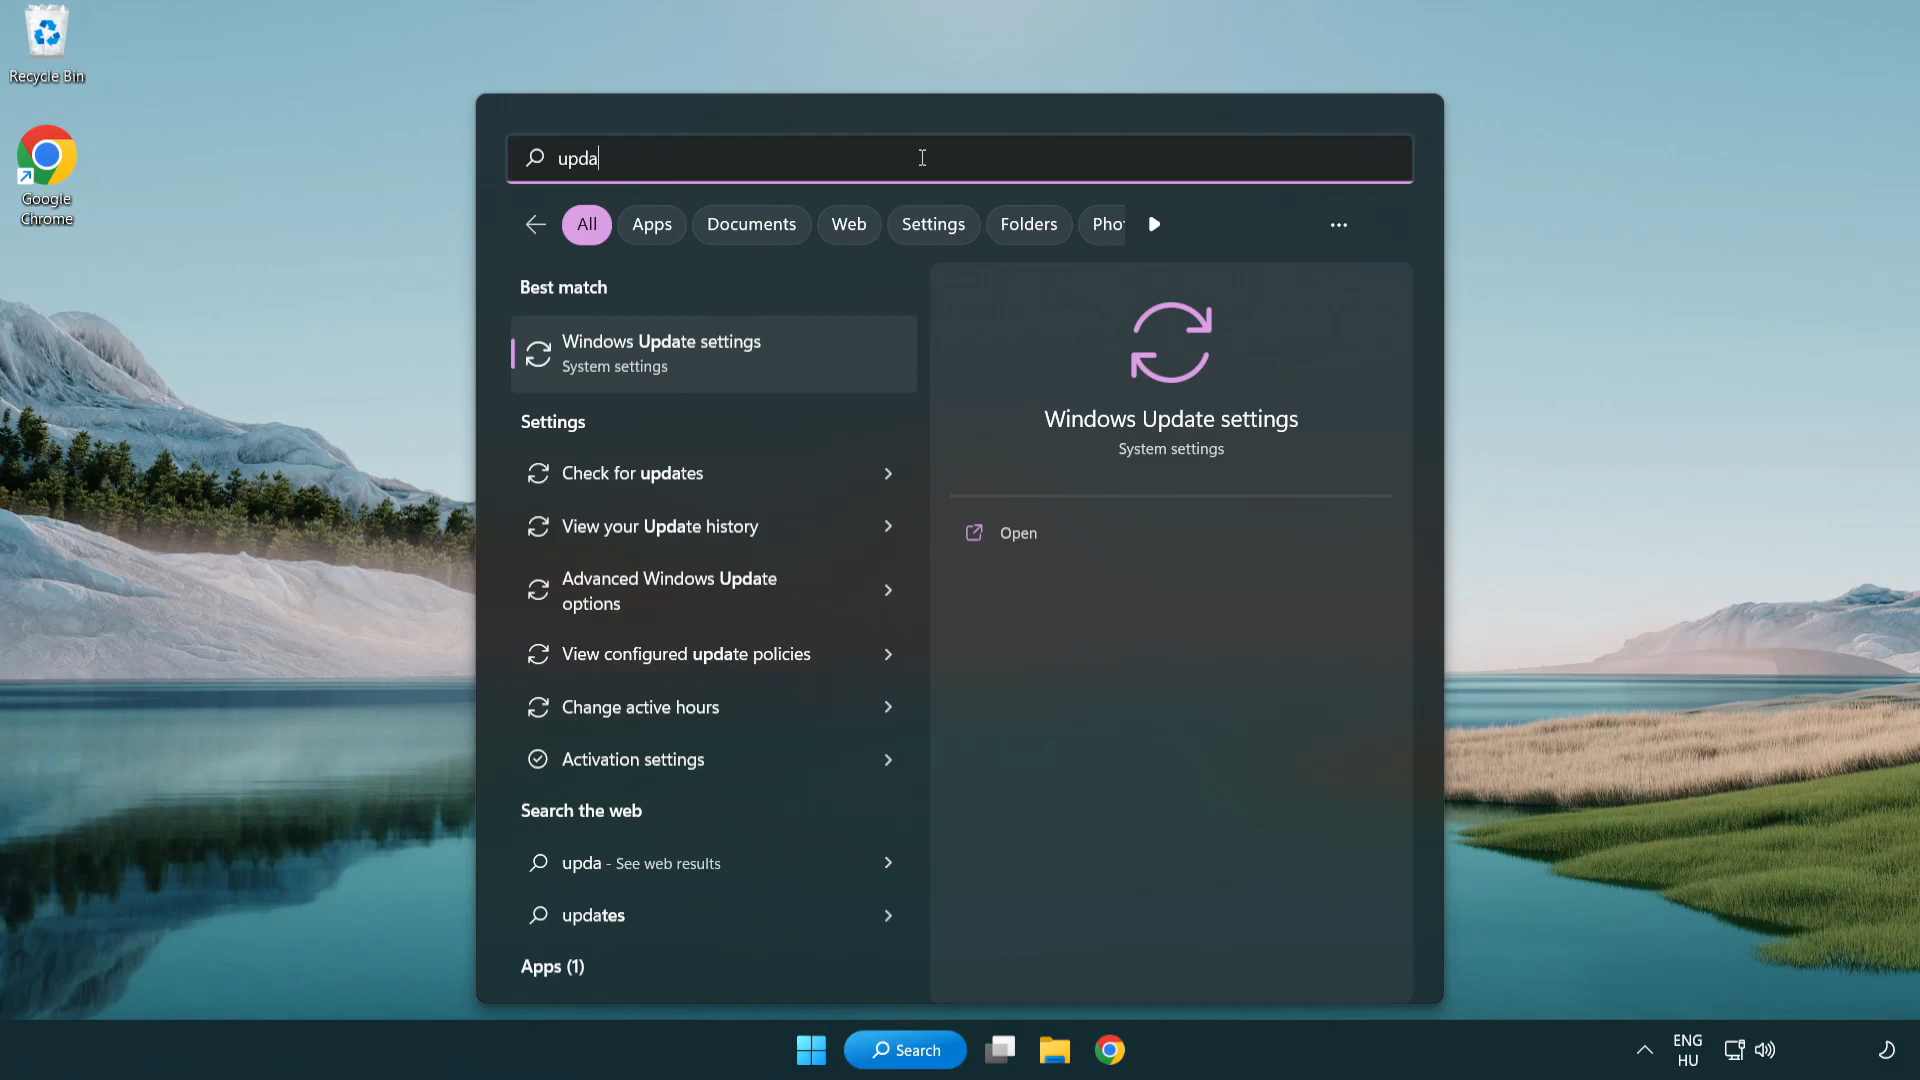 Recycle Bin
Google
Chrome
upda
All
Apps
Documents
Web
Settings
Folders
Best match
Windows Update settings
System settings
Settings
Check for updates
View your Update history
Advanced Windows Update
options
View configured update policies
Change active hours
Activation settings
Search the web
upda - See web results
updates
Apps (1)
Windows Update settings
System settings
Open
Search
ENG
HU